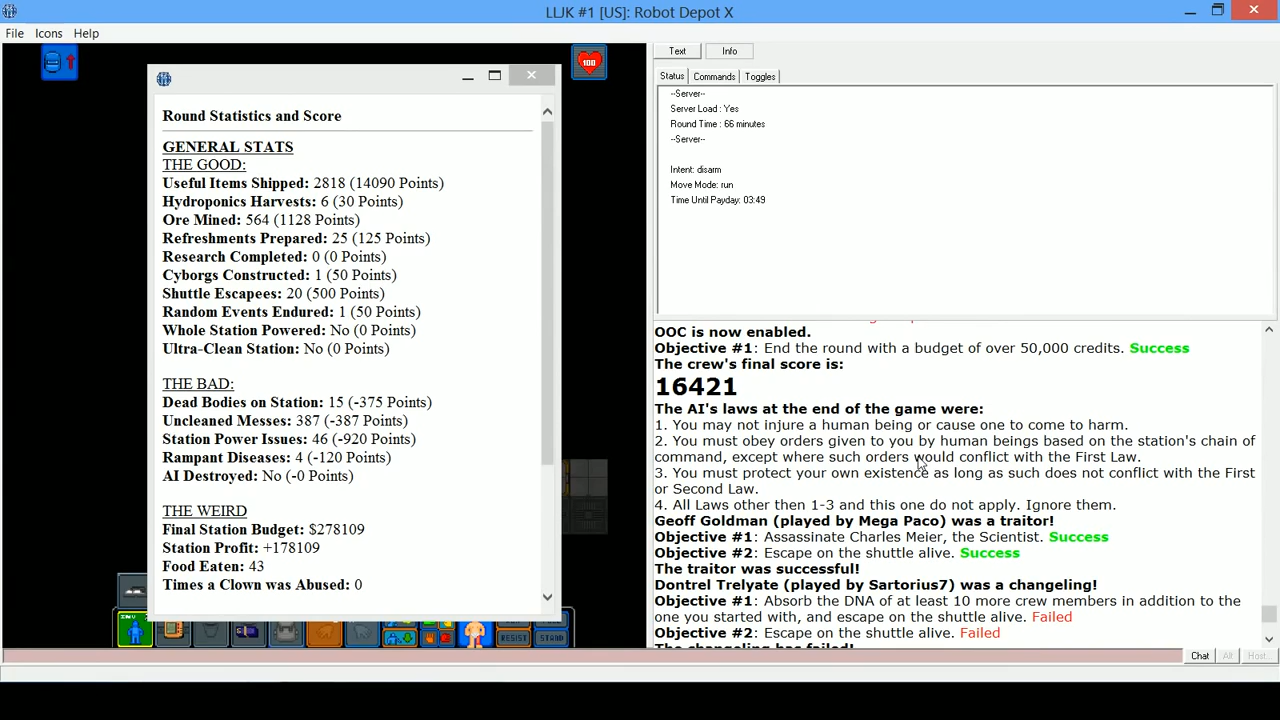 LLJK #1 [US]: Robot Depot X
File Icons Help
100
Round Statistics and Score
GENERAL STATS
THE GOOD:
Useful Items Shipped: 2818 (14090 Points)
Hydroponics Harvests: 6 (30 Points)
Ore Mined: 564 (1128 Points)
Refreshments Prepared: 25 (125 Points)
Research Completed: 0 (0 Points)
Cyborgs Constructed: 1 (50 Points)
Shuttle Escapees: 20 (500 Points)
Random Events Endured: 1 (50 Points)
Whole Station Powered: No (0 Points)
Ultra-Clean Station: No (0 Points)
THE BAD:
Dead Bodies on Station: 15 (-375 Points)
Uncleaned Messes: 387 (-387 Points)
Station Power Issues: 46 (-920 Points)
Rampant Diseases: 4 (-120 Points)
AI Destroyed: No (-0 Points)
THE WEIRD
Final Station Budget: $278109
Station Profit: +178109
Food Eaten: 43
Times a Clown was Abused: 0
INV
RESIST STAND
Text Info
Status Commands Toggles
--Server--
Server Load : Yes
Round Time : 66 minutes
--Server--
Intent: disarm
Move Mode: run
Time Until Payday: 03:49
OOC is now enabled.
Objective #1: End the round with a budget of over 50,000 credits. Success
The crew's final score is:
16421
The AI's laws at the end of the game were:
1. You may not injure a human being or cause one to come to harm.
2. You must obey orders given to you by human beings based on the station's chain of
command, except where such orders would conflict with the First Law.
3. You must protect your own existence as long as such does not conflict with the First
or Second Law.
4. All Laws other then 1-3 and this one do not apply. Ignore them.
Geoff Goldman (played by Mega Paco) was a traitor!
Objective #1: Assassinate Charles Meier, the Scientist. Success
Objective #2: Escape on the shuttle alive. Success
The traitor was successful!
Dontrel Trelyate (played by Sartorius7) was a changeling!
Objective #1: Absorb the DNA of at least 10 more crew members in addition to the
one you started with, and escape on the shuttle alive. Failed
Objective #2: Escape on the shuttle alive. Failed
The changeling has failed!
Chat Alt Host...